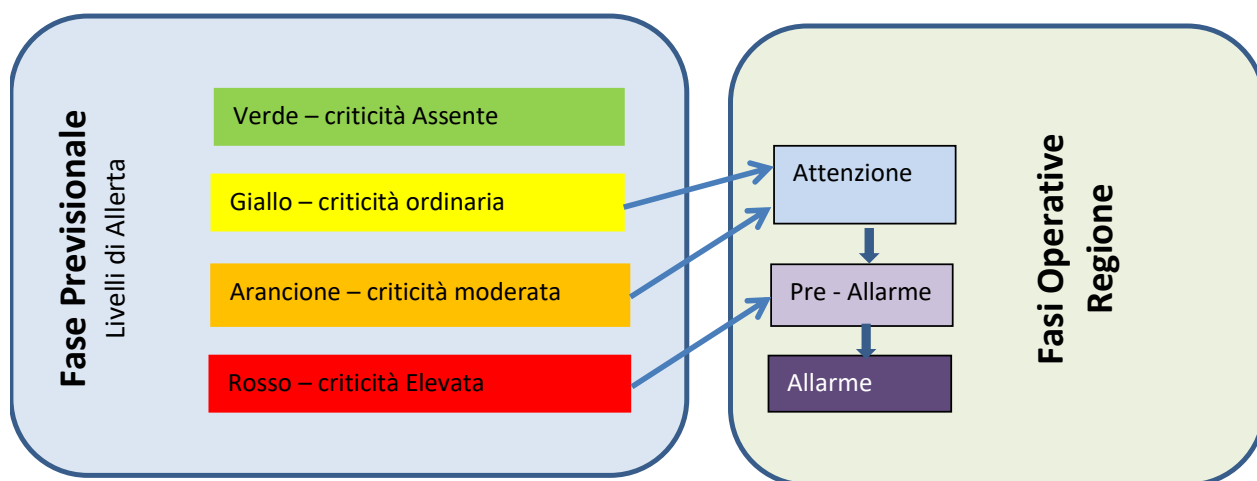 Fase Previsionale
Livelli di Allerta
Verde – criticità Assente
Giallo – criticità ordinaria
Arancione – criticità moderata
Rosso – criticità Elevata
Attenzione
Pre - Allarme
Allarme
Fasi Operative
Regione